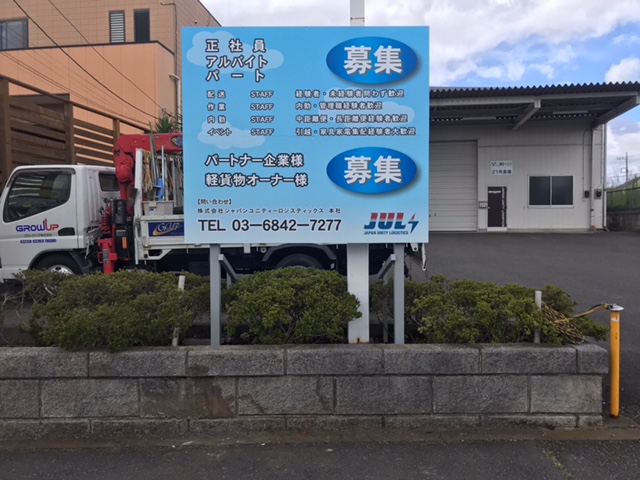 正社員
アルバイト
パート
募集
配送 STAFF 経験者・未経験者問わず歓迎
作業 STAFF 内勤・管理職経験者歓迎
内勤 STAFF 中距離便・長距離便経験者歓迎
イベント STAFF 引越・家具家電集配経験者大歓迎
パートナー企業様
軽貨物オーナー様
募集
【問い合わせ】
株式会社ジャパンユニティーロジスティックス 本社
TEL 03-6842-7277
JUL
JAPAN UNITY LOGISTICS
GROWUP
21号倉庫